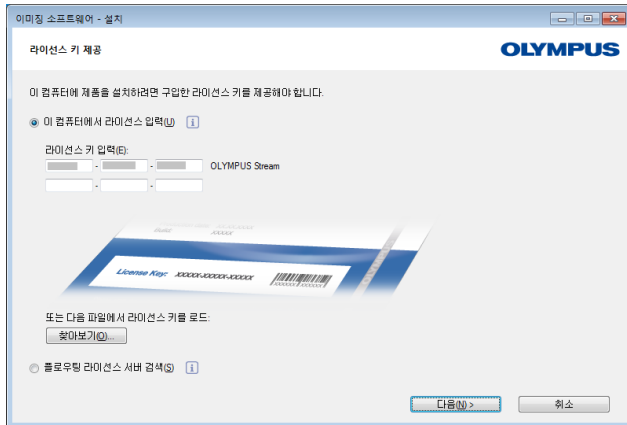 이미징 소프트웨어 - 설치
라이선스 키 제공
OLYMPUS
이 컴퓨터에 제품을 설치하려면 구입한 라이선스 키를 제공해야 합니다.
이 컴퓨터에서 라이선스 입력(U)
라이선스 키 입력(E):
- - OLYMPUS Stream
- -
XXXXX
License Key: XXXXX-XXXXX-XXXXX
또는 다음 파일에서 라이선스 키를 로드:
찾아보기(O)...
플로우팅 라이선스 서버 검색(S)
다음(N) >
취소